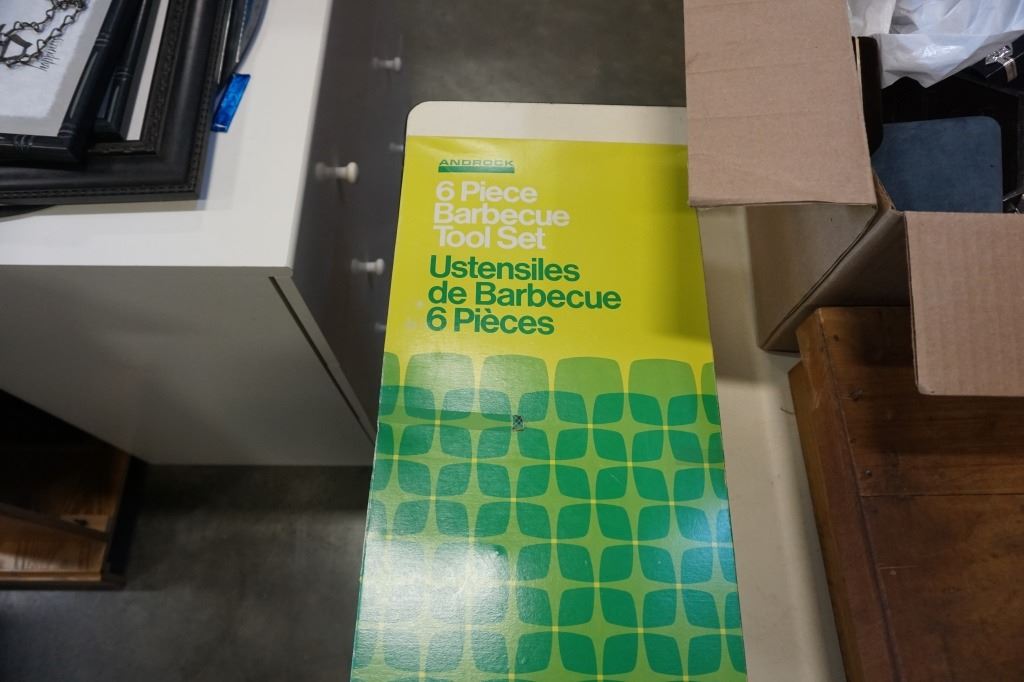 ANDROCK
6 Piece
Barbecue
Tool Set
Ustensiles
de Barbecue
6 Pièces